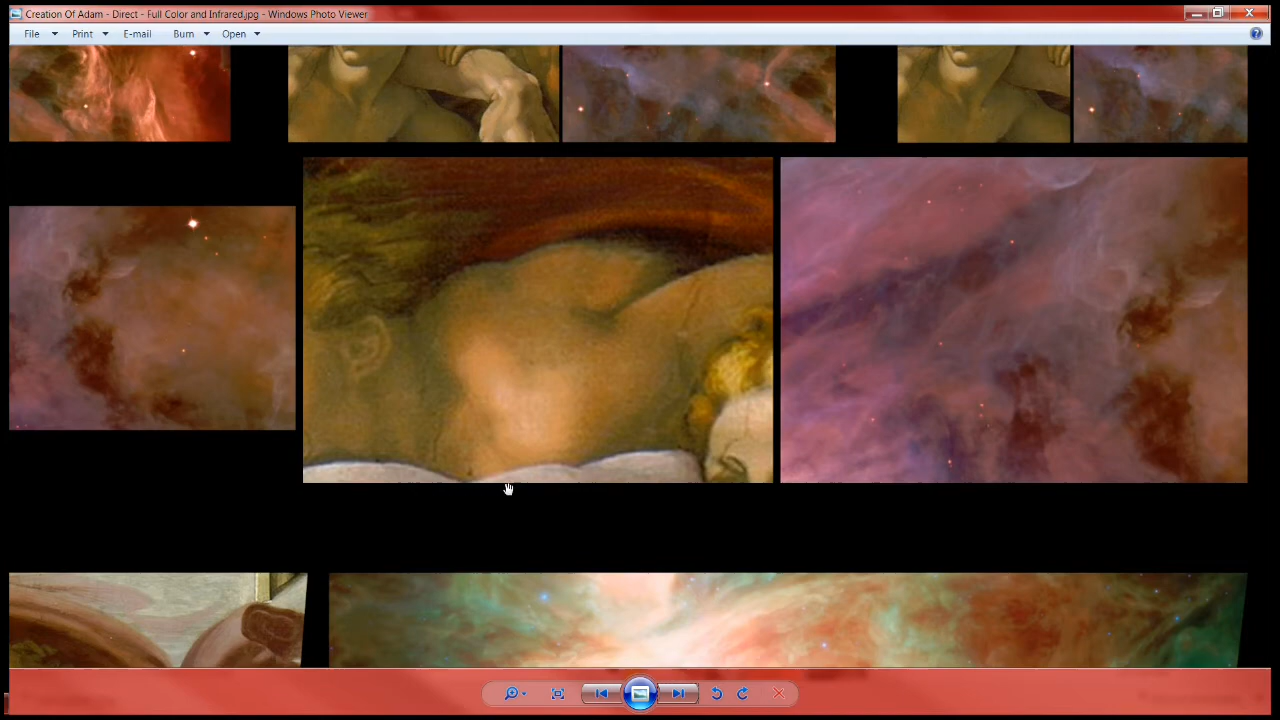 Creation Of Adam - Direct - Full Color and Infrared.jpg - Windows Photo Viewer
File Print E-mail Burn Open